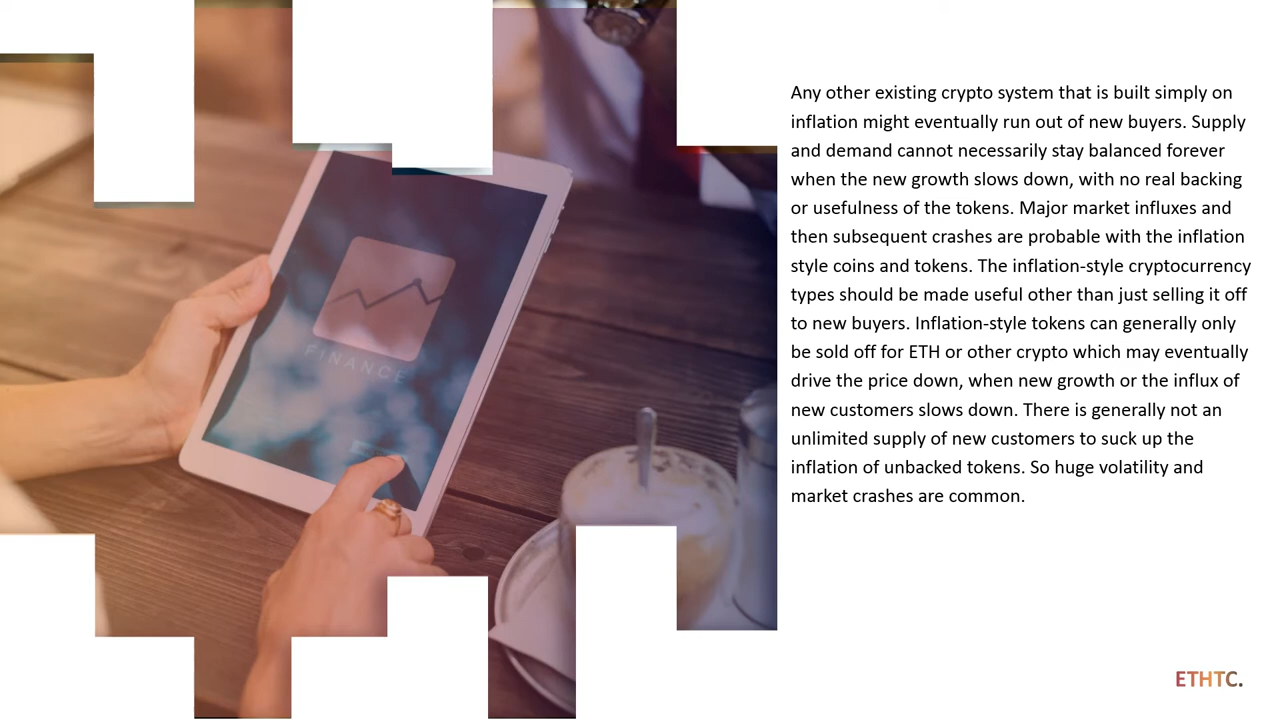 Any other existing crypto system that is built simply on
inflation might eventually run out of new buyers. Supply
and demand cannot necessarily stay balanced forever
when the new growth slows down, with no real backing
or usefulness of the tokens. Major market influxes and
then subsequent crashes are probable with the inflation
style coins and tokens. The inflation-style cryptocurrency
types should be made useful other than just selling it off
to new buyers. Inflation-style tokens can generally only
be sold off for ETH or other crypto which may eventually
drive the price down, when new growth or the influx of
new customers slows down. There is generally not an
unlimited supply of new customers to suck up the
inflation of unbacked tokens. So huge volatility and
market crashes are common.
FINANCE
ETHTC.